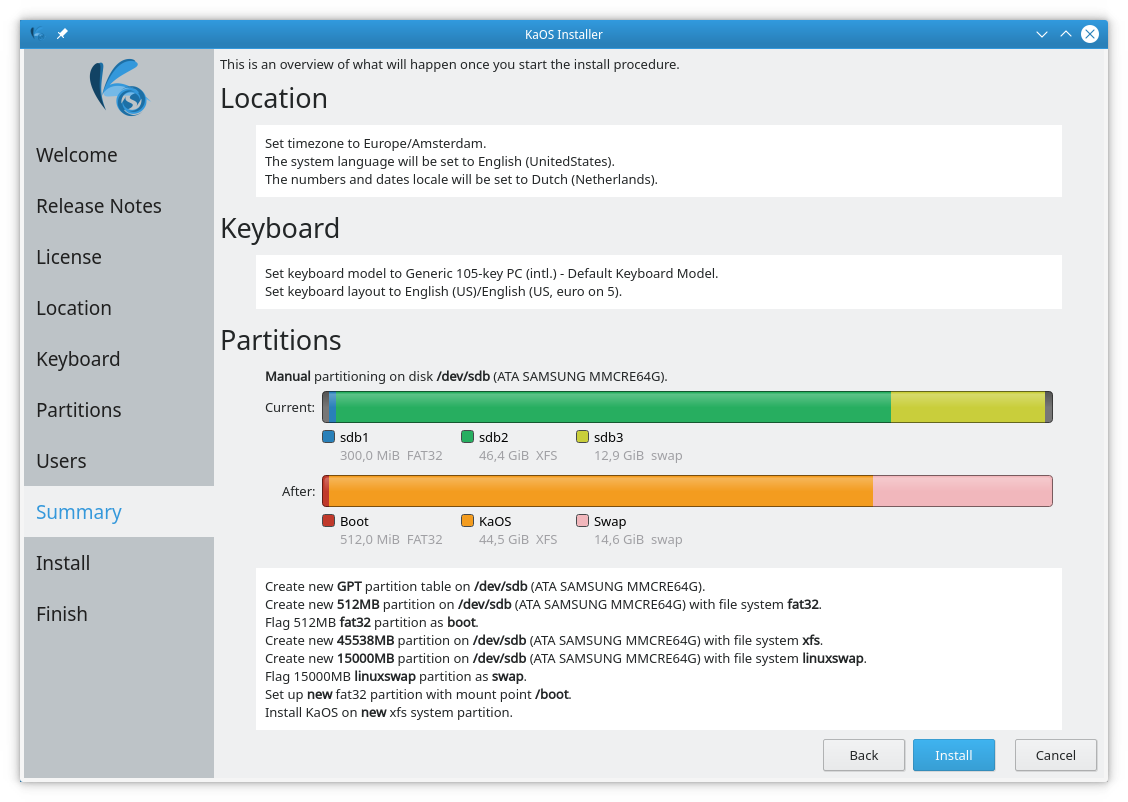 KaOS Installer
Welcome
Release Notes
License
Location
Keyboard
Partitions
Users
Summary
Install
Finish
This is an overview of what will happen once you start the install procedure.
Location
Set timezone to Europe/Amsterdam.
The system language will be set to English (UnitedStates).
The numbers and dates locale will be set to Dutch (Netherlands).
Keyboard
Set keyboard model to Generic 105-key PC (intl.) - Default Keyboard Model.
Set keyboard layout to English (US)/English (US, euro on 5).
Partitions
Manual partitioning on disk /dev/sdb (ATA SAMSUNG MMCRE64G).
Current:
sdb1 sdb2 sdb3
300,0 MiB FAT32 46,4 GiB XFS 12,9 GiB swap
After:
Boot KaOS Swap
512,0 MiB FAT32 44,5 GiB XFS 14,6 GiB swap
Create new GPT partition table on /dev/sdb (ATA SAMSUNG MMCRE64G).
Create new 512MB partition on /dev/sdb (ATA SAMSUNG MMCRE64G) with file system fat32.
Flag 512MB fat32 partition as boot.
Create new 45538MB partition on /dev/sdb (ATA SAMSUNG MMCRE64G) with file system xfs.
Create new 15000MB partition on /dev/sdb (ATA SAMSUNG MMCRE64G) with file system linuxswap.
Flag 15000MB linuxswap partition as swap.
Set up new fat32 partition with mount point /boot.
Install KaOS on new xfs system partition.
Back Install Cancel